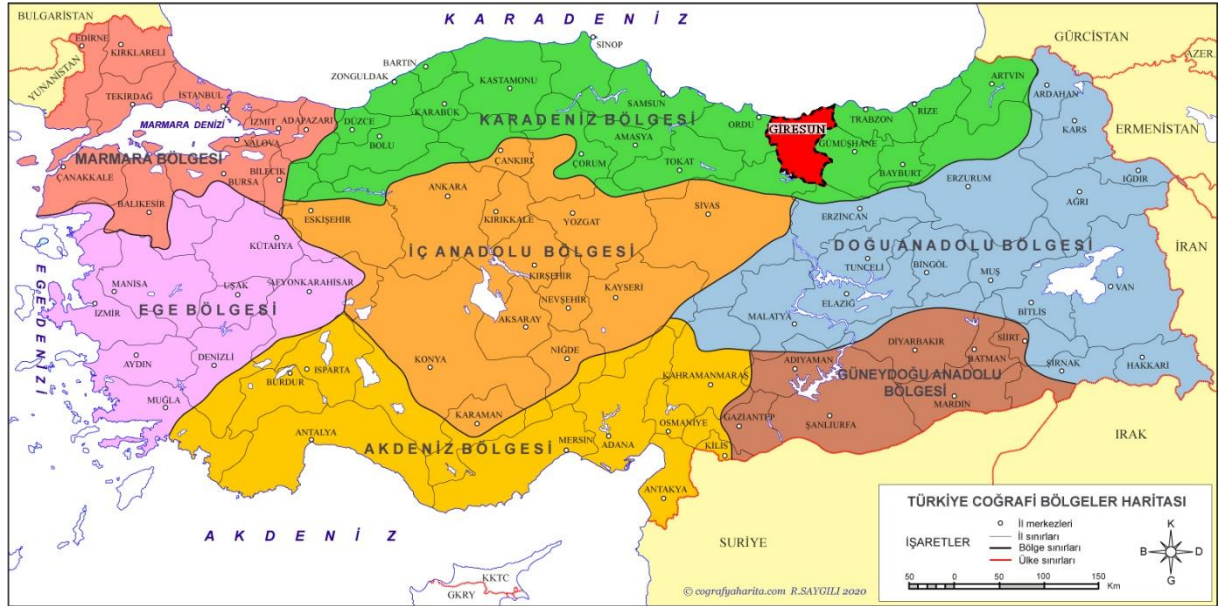 BULGARİSTAN
KARADENİZ
GÜRCİSTAN
AZER.
YUNANİSTAN
ERMENİSTAN
İRAN
IRAK
SURİYE
EGE DENİZİ
AKDENİZ
MARMARA DENİZİ
KKTC
GKRY
MARMARA BÖLGESİ
EDİRNE
KIRKLARELİ
TEKİRDAĞ
İSTANBUL
İZMİT
ADAPAZARI
YALOVA
BİLECİK
BURSA
ÇANAKKALE
BALIKESİR
KARADENİZ BÖLGESİ
ZONGULDAK
BARTIN
KASTAMONU
SİNOP
KARABÜK
DÜZCE
BOLU
SAMSUN
AMASYA
ÇORUM
TOKAT
ORDU
GİRESUN
TRABZON
GÜMÜŞHANE
RİZE
BAYBURT
ARTVİN
İÇ ANADOLU BÖLGESİ
ÇANKIRI
ANKARA
ESKİŞEHİR
KIRIKKALE
YOZGAT
SİVAS
KIRŞEHİR
NEVŞEHİR
KAYSERİ
AKSARAY
NİĞDE
KONYA
KARAMAN
DOĞU ANADOLU BÖLGESİ
ARDAHAN
KARS
IĞDIR
AĞRI
ERZURUM
ERZİNCAN
TUNCELİ
BİNGÖL
MUŞ
VAN
ELAZIĞ
MALATYA
BİTLİS
ŞIRNAK
HAKKARİ
EGE BÖLGESİ
KÜTAHYA
MANİSA
UŞAK
AFYONKARAHİSAR
İZMİR
AYDIN
DENİZLİ
MUĞLA
AKDENİZ BÖLGESİ
BURDUR
ISPARTA
ANTALYA
MERSİN
ADANA
OSMANİYE
KAHRAMANMARAŞ
KİLİS
ANTAKYA
GÜNEYDOĞU ANADOLU
BÖLGESİ
DİYARBAKIR
BATMAN
SİİRT
ADIYAMAN
GAZİANTEP
ŞANLIURFA
MARDİN
TÜRKİYE COĞRAFİ BÖLGELER HARİTASI
İŞARETLER
İl merkezleri
İl sınırları
Bölge sınırları
Ülke sınırları
K
B
D
G
50 0 50 100 150
Km
© cografyaharita.com R.SAYGILI 2020